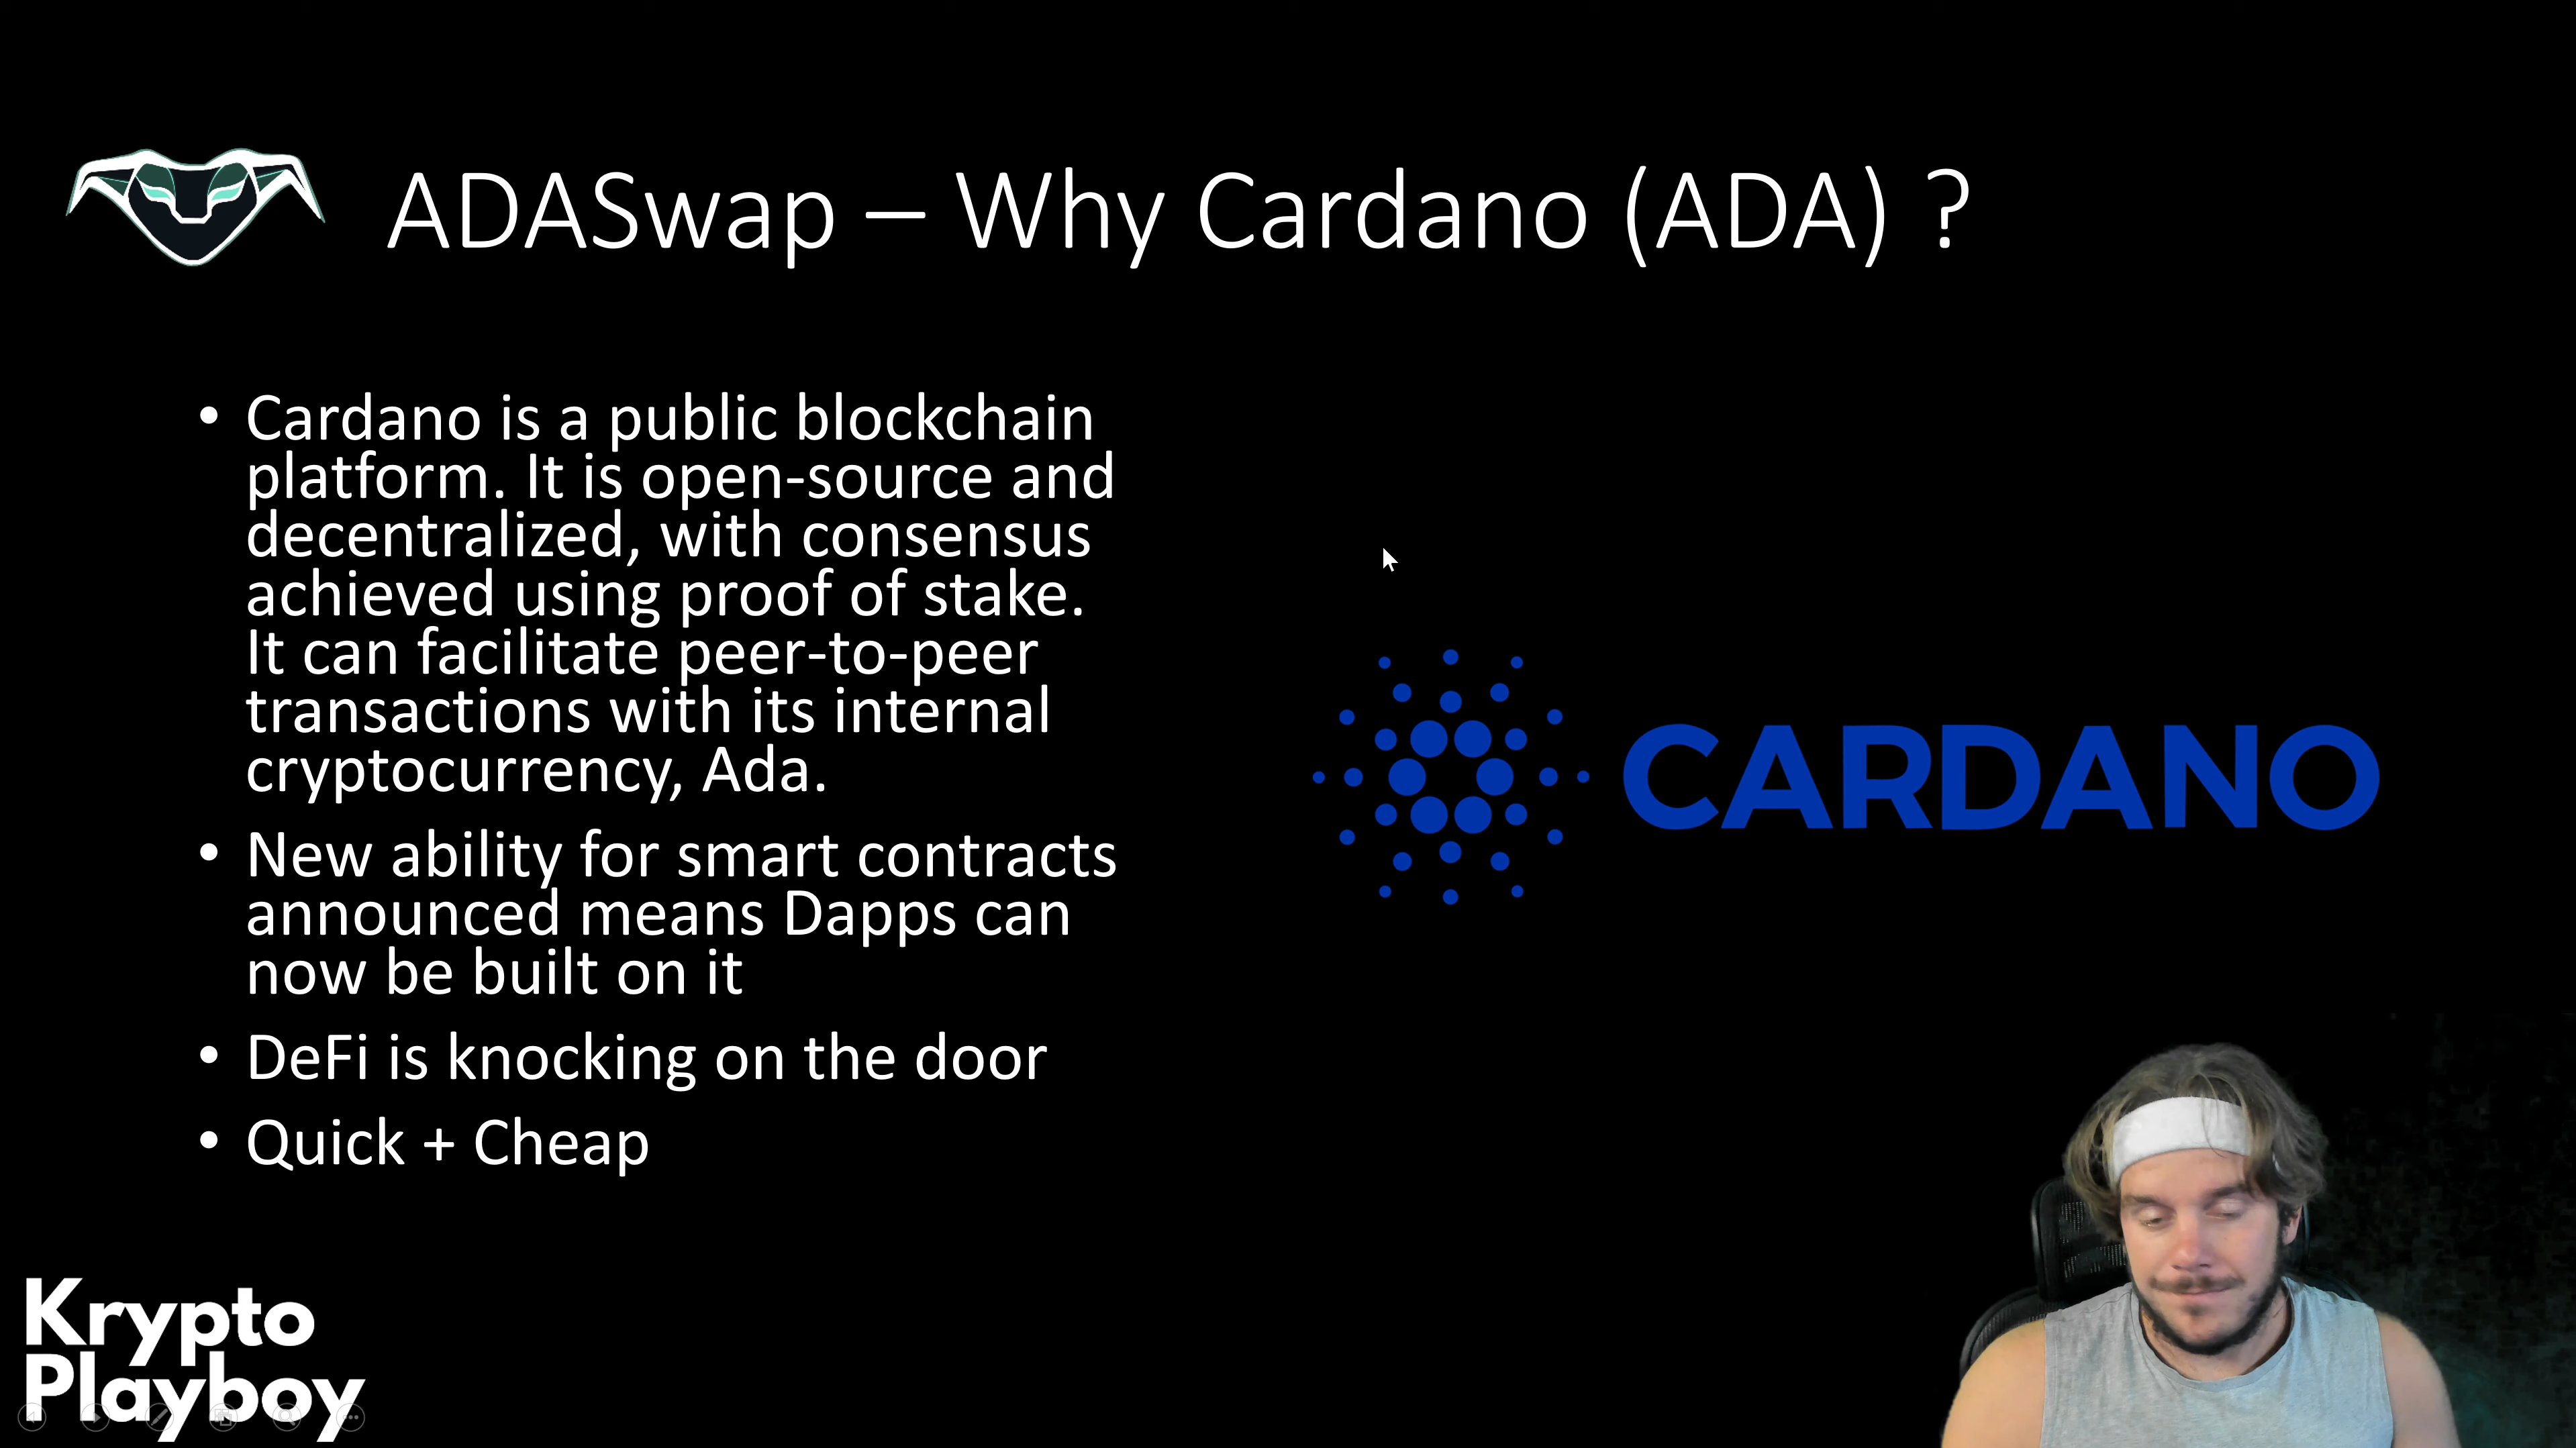 ADASwap – Why Cardano (ADA) ?
• Cardano is a public blockchain
platform. It is open-source and
decentralized, with consensus
achieved using proof of stake.
It can facilitate peer-to-peer
transactions with its internal
cryptocurrency, Ada.
• New ability for smart contracts
announced means Dapps can
now be built on it
• DeFi is knocking on the door
• Quick + Cheap
CARDANO
Krypto
Playboy